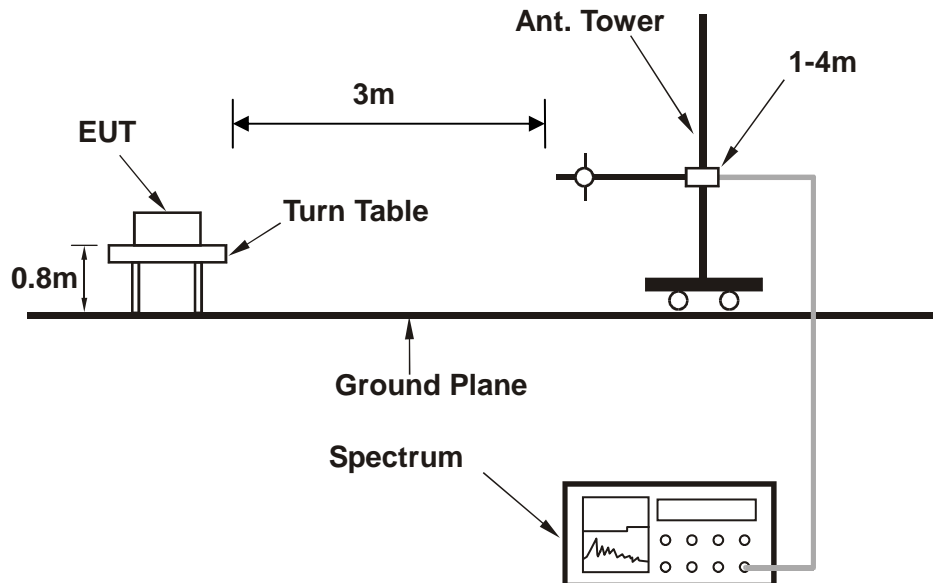 Ant. Tower
1-4m
3m
EUT
Turn Table
0.8m
Ground Plane
Spectrum